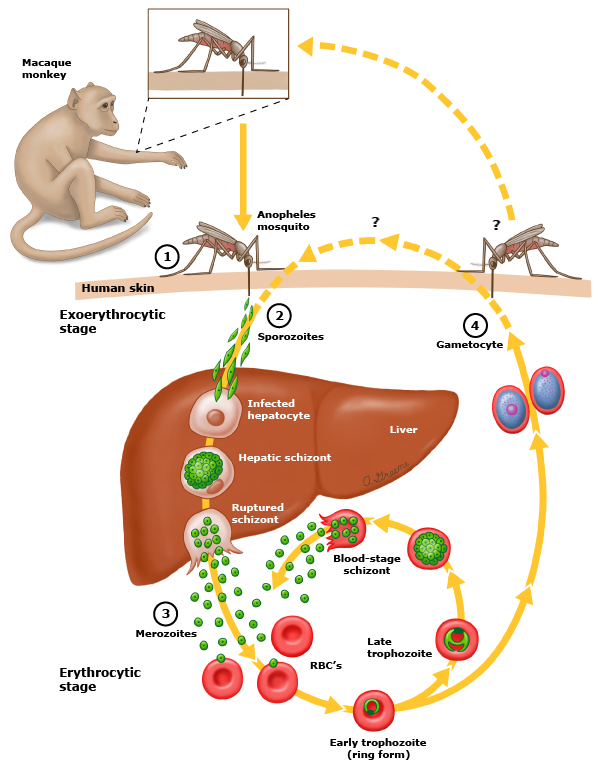 Macaque
monkey
Anopheles
mosquito
?
?
1
Human skin
Exoerythrocytic
stage
2
Sporozoites
4
Gametocyte
Infected
hepatocyte
Liver
Hepatic schizont
Ruptured
schizont
Blood-stage
schizont
3
Merozoites
Late
trophozoite
RBC's
Erythrocytic
stage
Early trophozoite
(ring form)